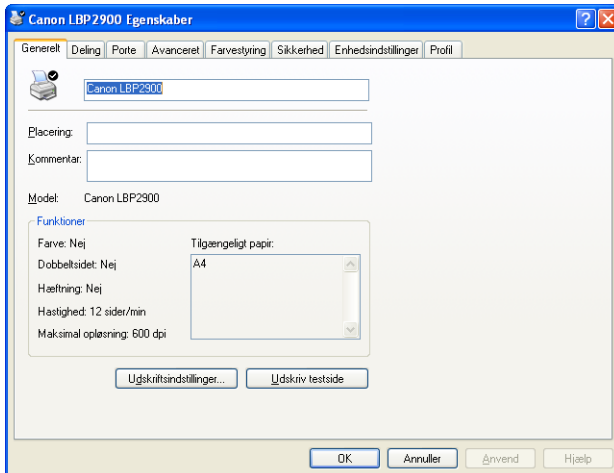 Canon LBP2900 Egenskaber
Generelt Deling Porte Avanceret Farvestyring Sikkerhed Enhedsindstillinger Profil
Canon LBP2900
Placering:
Kommentar:
Model: Canon LBP2900
Funktioner
Farve: Nej Tilgængeligt papir:
Dobbeltsidet: Nej A4
Hæftning: Nej
Hastighed: 12 sider/min
Maksimal opløsning: 600 dpi
Udskriftsindstillinger... Udskriv testside
OK Annuller Anvend Hjælp